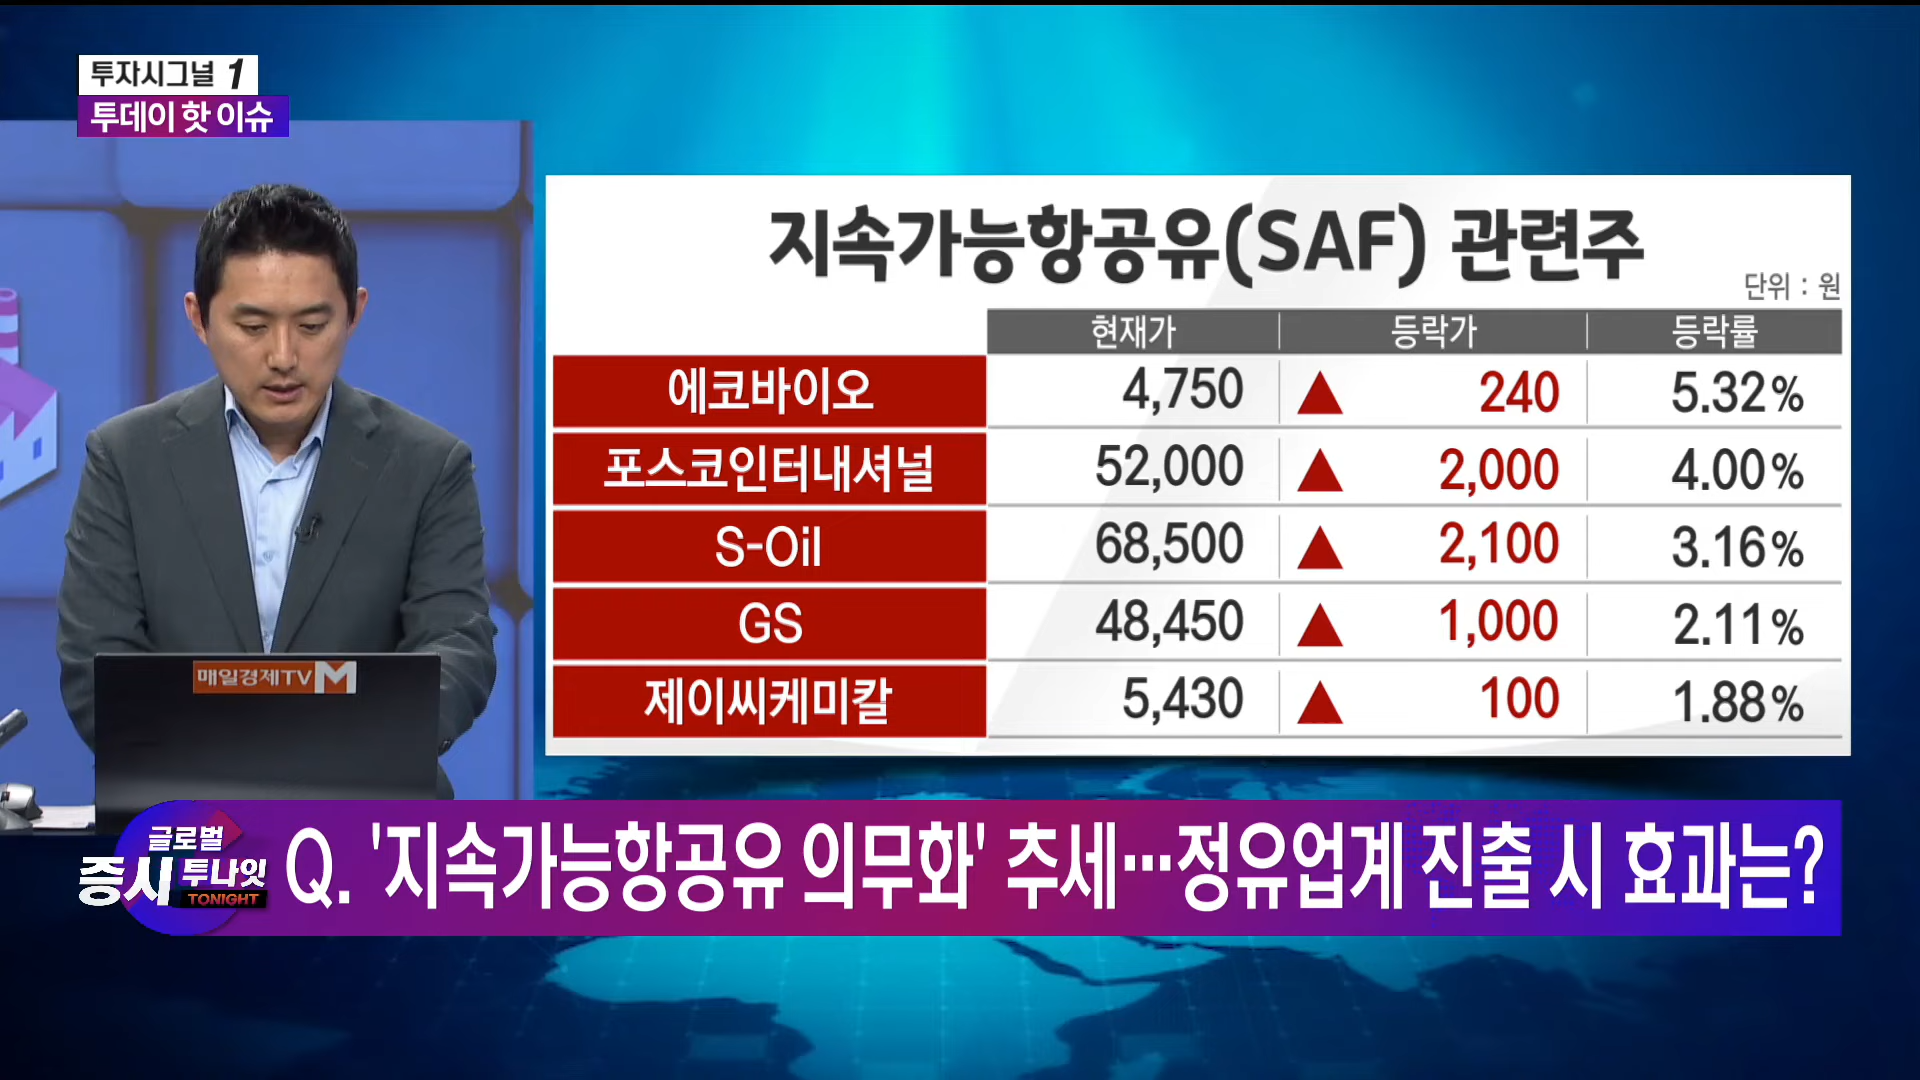 투자시그널 1
투데이 핫 이슈
지속가능항공유(SAF) 관련주
단위 : 원
현재가 등락가 등락률
에코바이오 4,750 ▲ 240 5.32%
포스코인터내셔널 52,000 ▲ 2,000 4.00%
S-Oil 68,500 ▲ 2,100 3.16%
GS 48,450 ▲ 1,000 2.11%
제이씨케미칼 5,430 ▲ 100 1.88%
매일경제TV M
글로벌
증시 투나잇
TONIGHT
Q. '지속가능항공유 의무화' 추세…정유업계 진출 시 효과는?